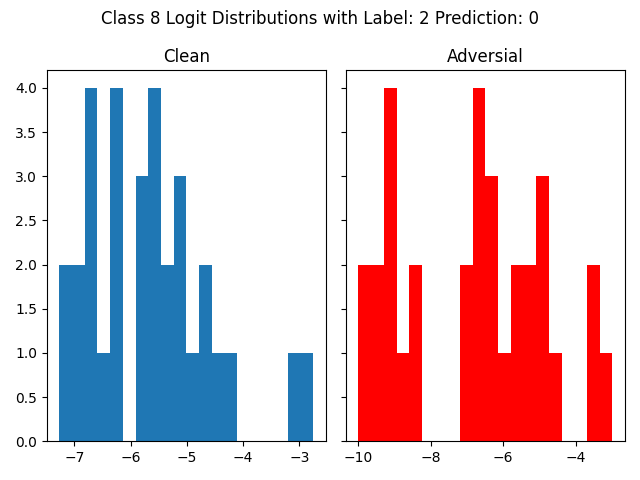 Class 8 Logit Distributions with Label: 2 Prediction: 0
Clean
Adversial
4.0
3.5
3.0
2.5
2.0
1.5
1.0
0.5
0.0
−7 −6 −5 −4 −3
−10 −8 −6 −4